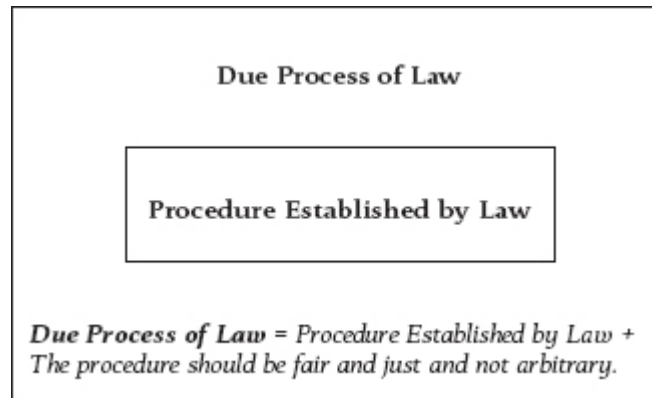 Due Process of Law
Procedure Established by Law
Due Process of Law = Procedure Established by Law +
The procedure should be fair and just and not arbitrary.